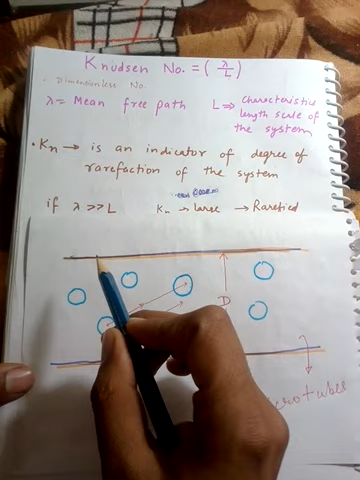 Knudsen No. = (λ/L)
· Dimensionless No.
λ = Mean free path L ⇒ Characteristic
length scale of
the system
· Kn → is an indicator of degree of
rarefaction of the system
if λ >> L Kn → large → Rarefied
D